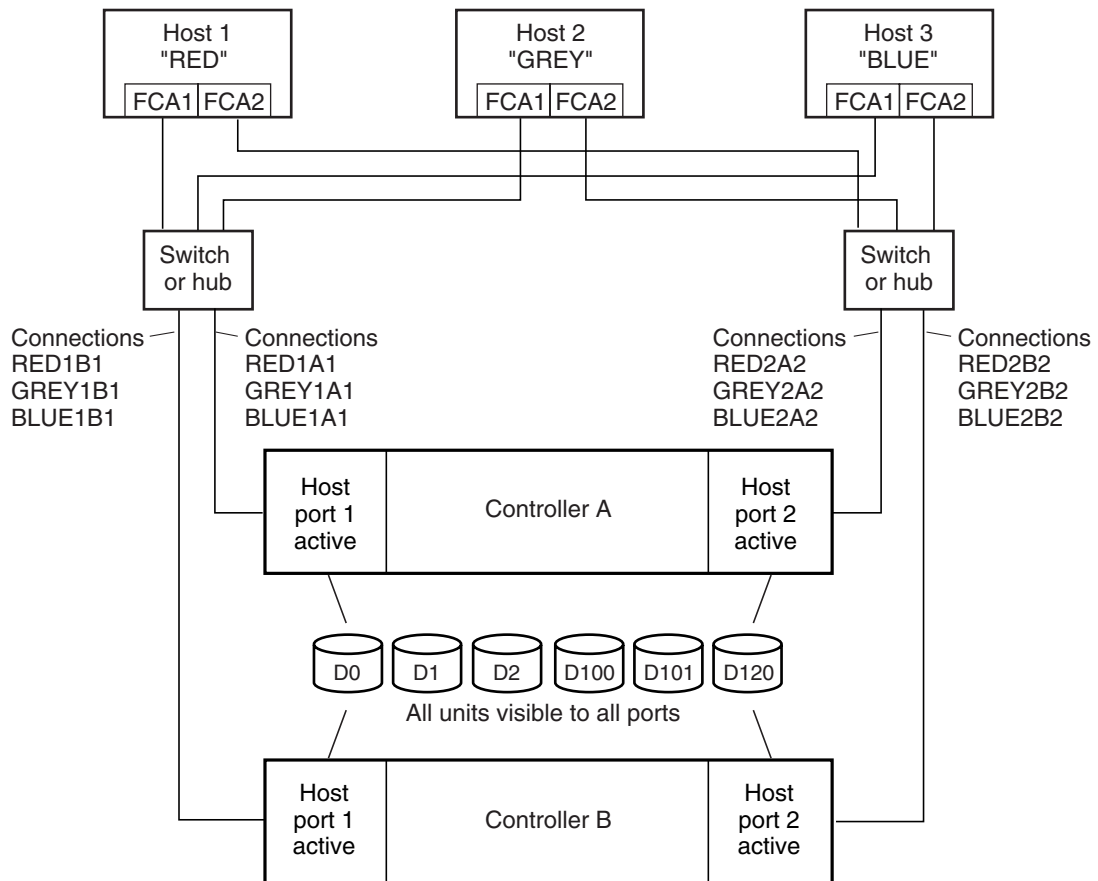 Host 1
"RED"
FCA1 FCA2
Host 2
"GREY"
FCA1 FCA2
Host 3
"BLUE"
FCA1 FCA2
Switch
or hub
Switch
or hub
Connections
RED1B1
GREY1B1
BLUE1B1
Connections
RED1A1
GREY1A1
BLUE1A1
Connections
RED2A2
GREY2A2
BLUE2A2
Connections
RED2B2
GREY2B2
BLUE2B2
Host
port 1
active
Controller A
Host
port 2
active
D0 D1 D2 D100 D101 D120
All units visible to all ports
Host
port 1
active
Controller B
Host
port 2
active